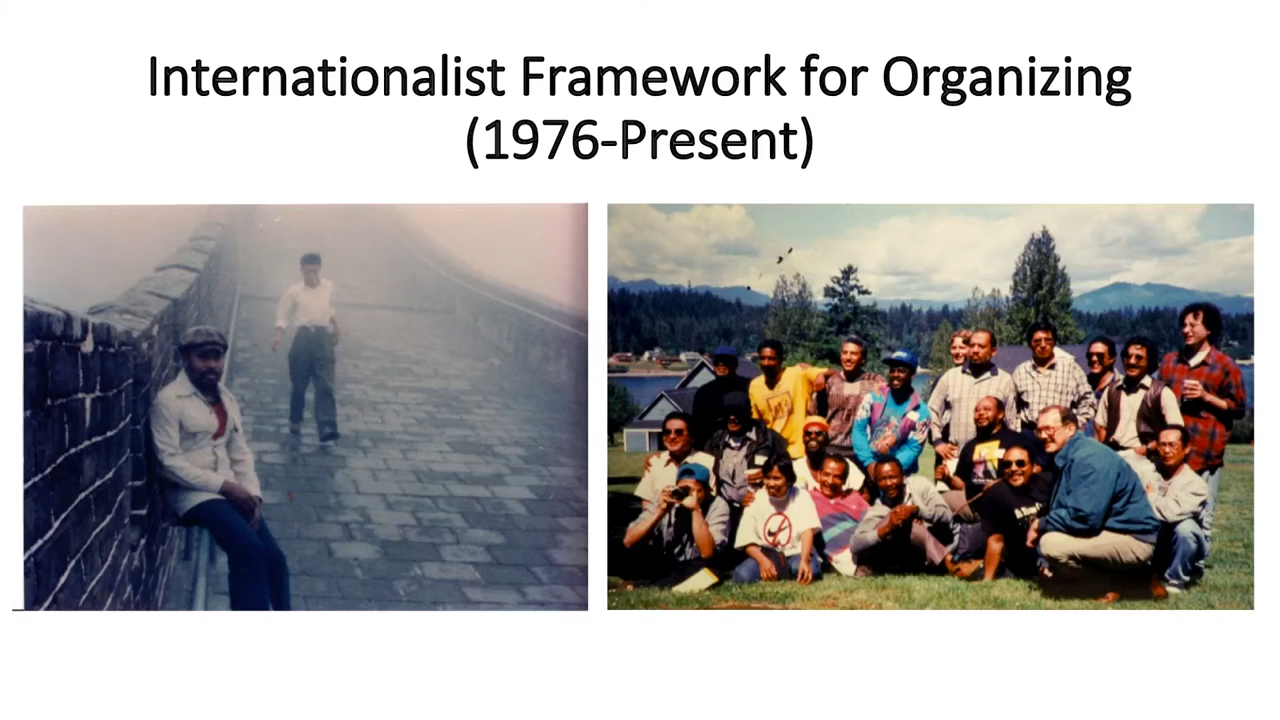 Internationalist Framework for Organizing
(1976-Present)